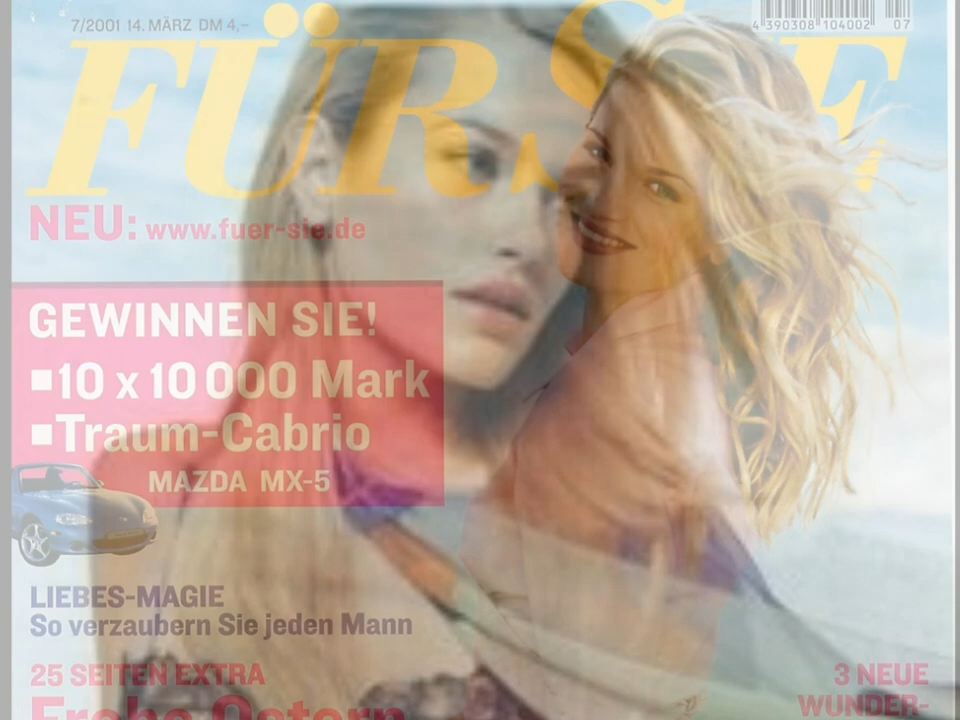 7/2001 14. MÄRZ DM 4,–
4 390308 104002 07
FÜR SIE
NEU: www.fuer-sie.de
GEWINNEN SIE!
▪10 x 10 000 Mark
▪Traum-Cabrio
MAZDA MX-5
LIEBES-MAGIE
So verzaubern Sie jeden Mann
25 SEITEN EXTRA
Frohe Ostern
3 NEUE
WUNDER-